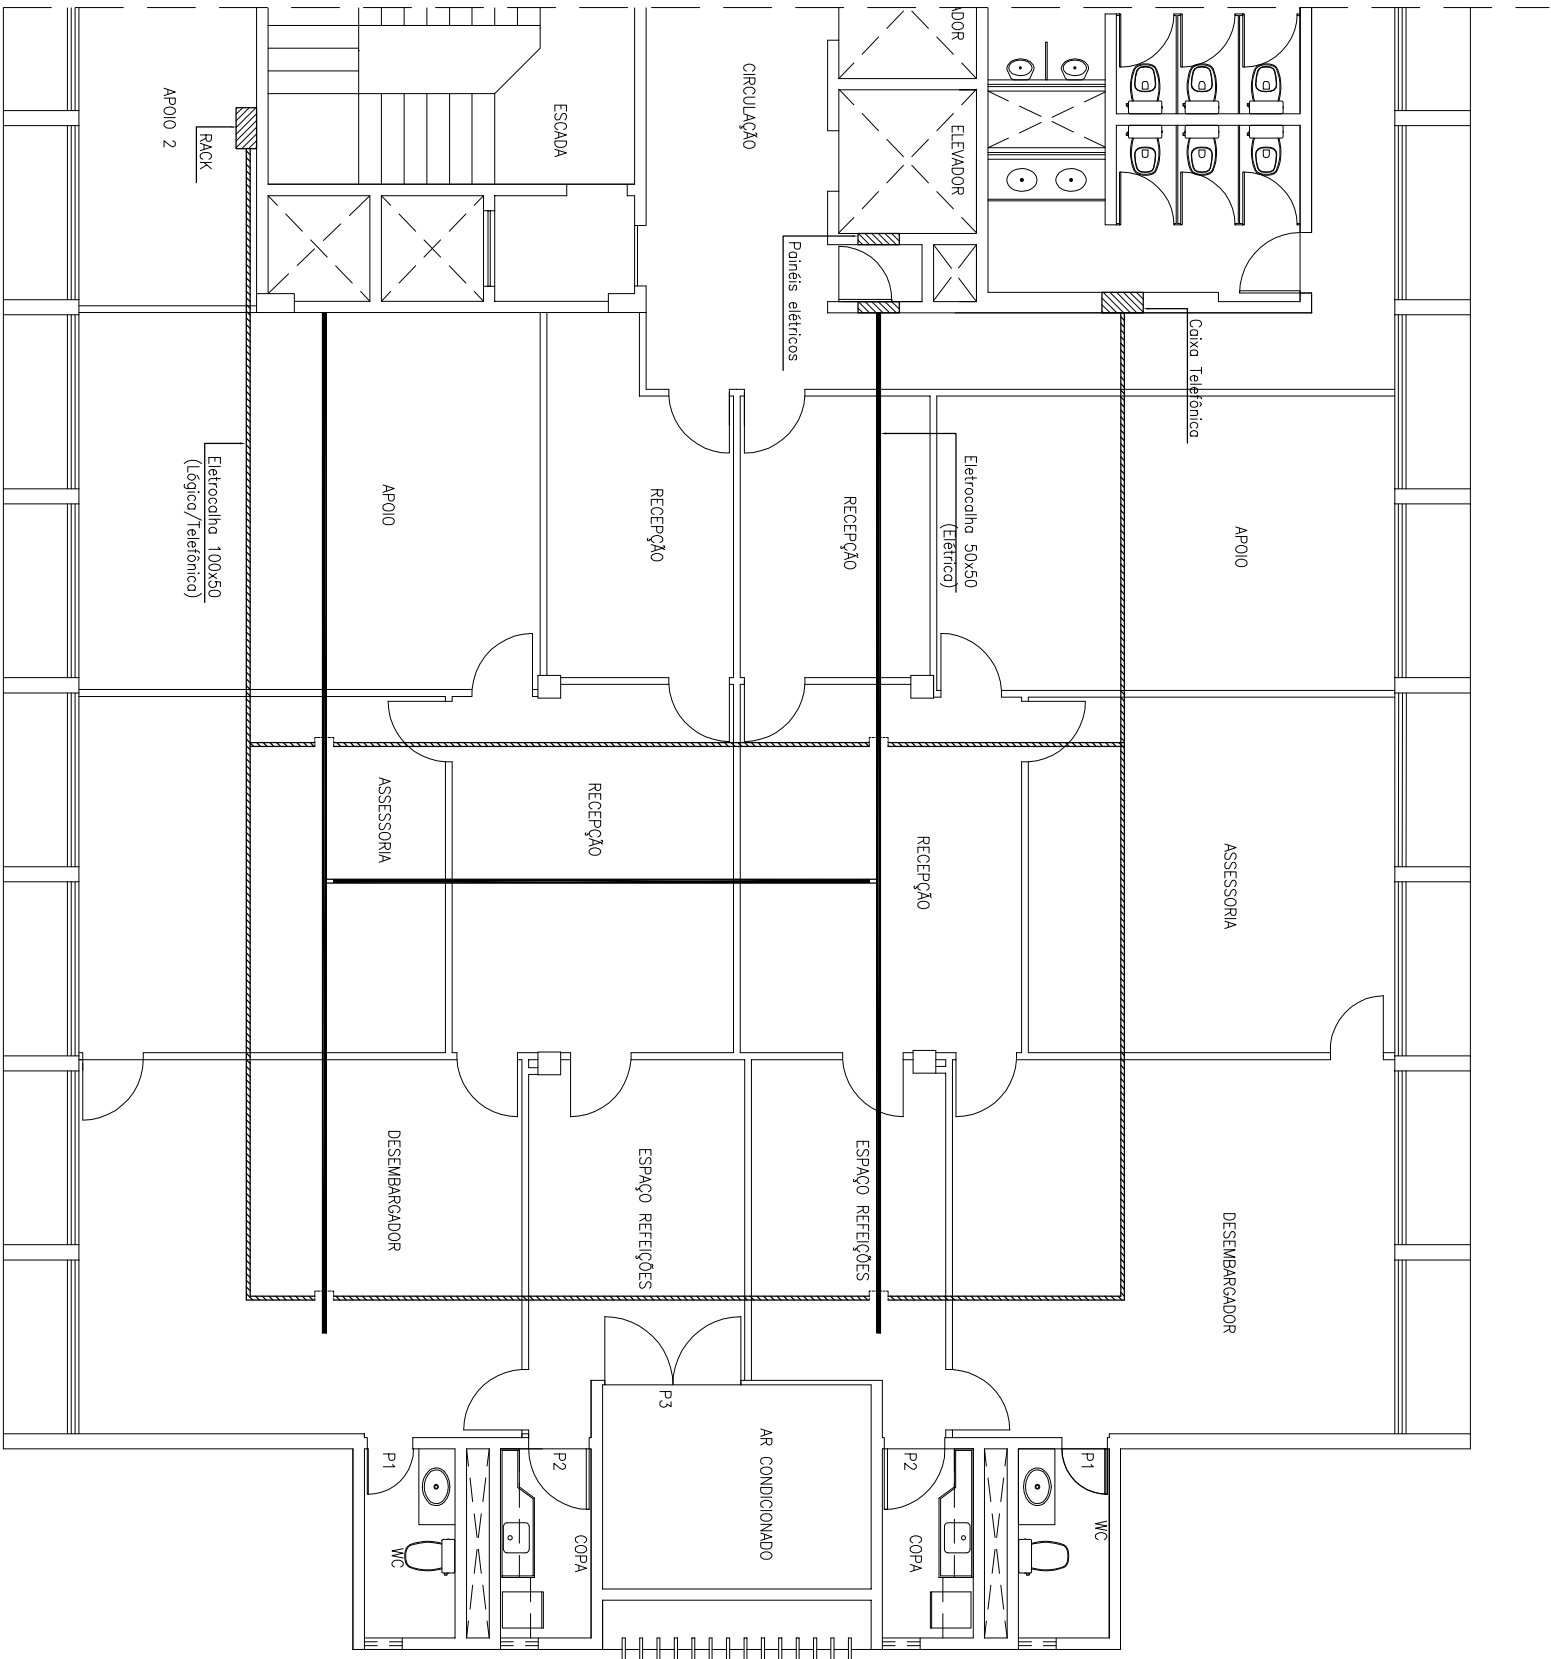 ADOR
CIRCULAÇÃO
APOIO 2
RACK
ESCADA
ELEVADOR
Painéis elétricos
Caixa Telefônica
Eletrocalha 100x50
(Lógica/Telefônica)
APOIO
RECEPÇÃO
RECEPÇÃO
Eletrocalha 50x50
(Elétrica)
APOIO
ASSESSORIA
RECEPÇÃO
RECEPÇÃO
ASSESSORIA
DESEMBARGADOR
ESPAÇO REFEIÇÕES
ESPAÇO REFEIÇÕES
DESEMBARGADOR
P3
AR CONDICIONADO
P1
P2
P2
P1
WC
COPA
COPA
WC